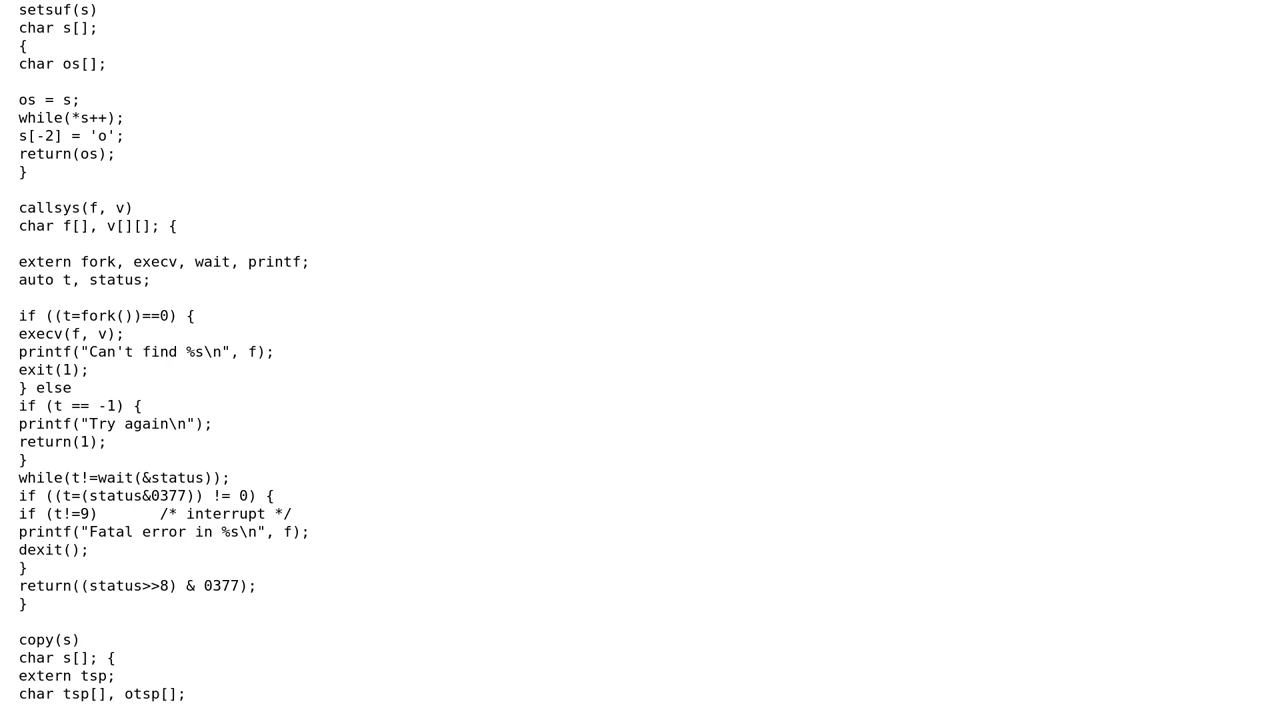 setsuf(s)
char s[];
{
char os[];

os = s;
while(*s++);
s[-2] = 'o';
return(os);
}

callsys(f, v)
char f[], v[][]; {

extern fork, execv, wait, printf;
auto t, status;

if ((t=fork())==0) {
execv(f, v);
printf("Can't find %s\n", f);
exit(1);
} else
if (t == -1) {
printf("Try again\n");
return(1);
}
while(t!=wait(&status));
if ((t=(status&0377)) != 0) {
if (t!=9)       /* interrupt */
printf("Fatal error in %s\n", f);
dexit();
}
return((status>>8) & 0377);
}

copy(s)
char s[]; {
extern tsp;
char tsp[], otsp[];